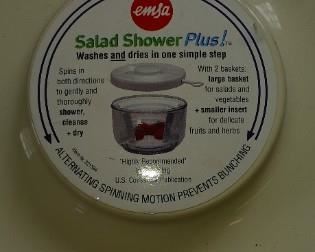 emsa
Salad Shower Plus!™
Washes and dries in one simple step
Spins in
both directions
to gently and
thoroughly
shower,
cleanse
+ dry
With 2 baskets:
large basket
for salads and
vegetables
+ smaller insert
for delicate
fruits and herbs
"Highly Recommended"
U.S. Consumer Publication
ALTERNATING SPINNING MOTION PREVENTS BUNCHING